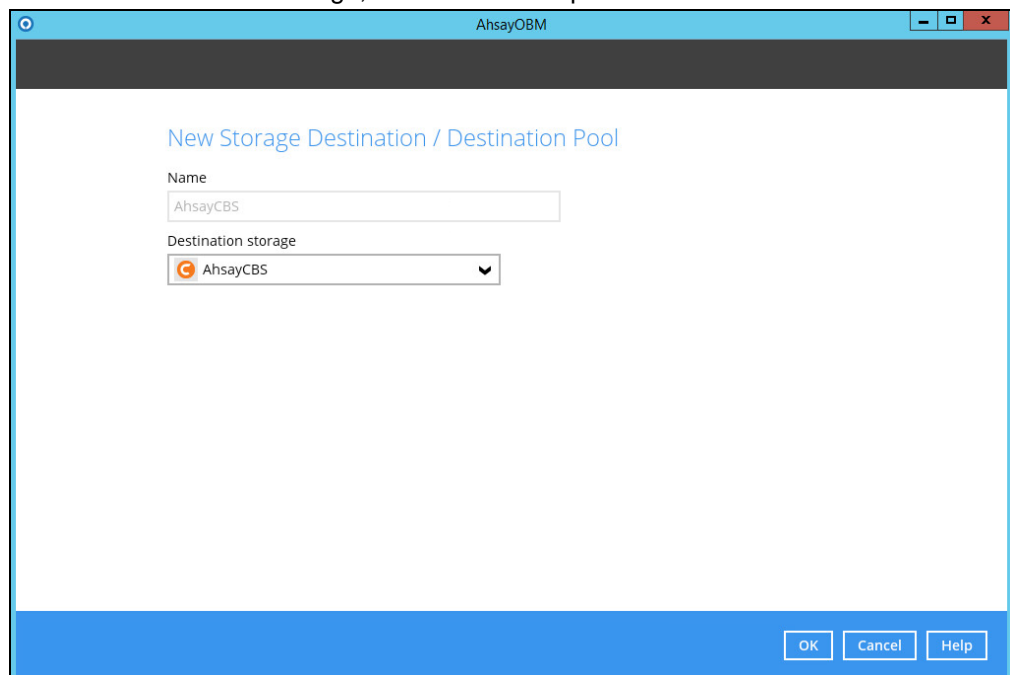 AhsayOBM
New Storage Destination / Destination Pool
Name
AhsayCBS
Destination storage
AhsayCBS
OK Cancel Help